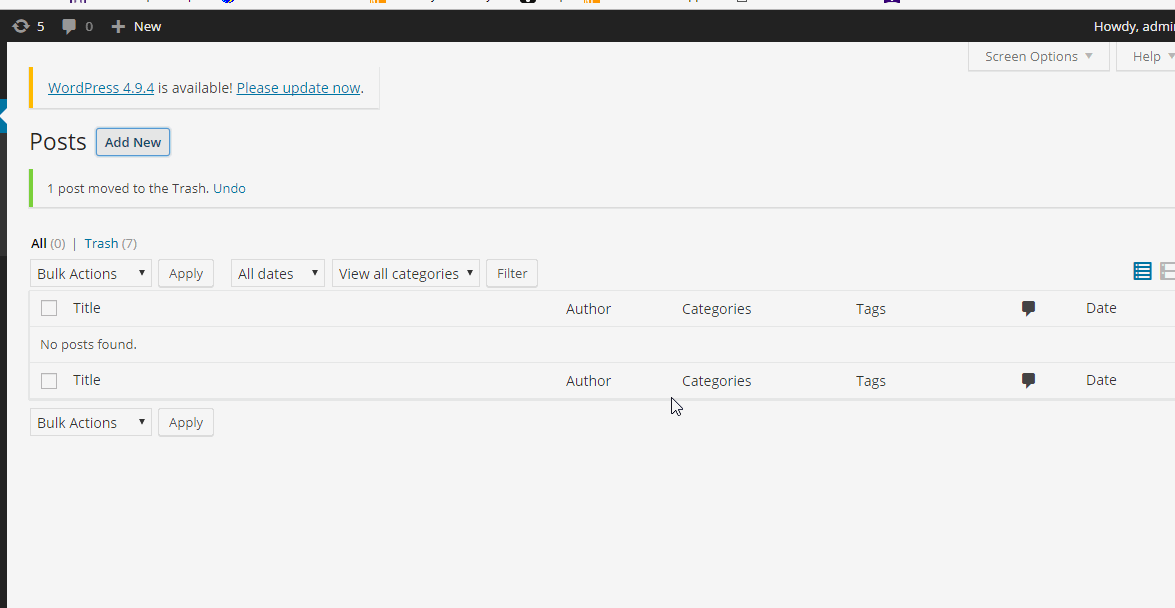 5 0 New Howdy, admi
Screen Options Help
WordPress 4.9.4 is available! Please update now.
Posts Add New
1 post moved to the Trash. Undo
All (0) | Trash (7)
Bulk Actions Apply All dates View all categories Filter
Title Author Categories Tags Date
No posts found.
Title Author Categories Tags Date
Bulk Actions Apply